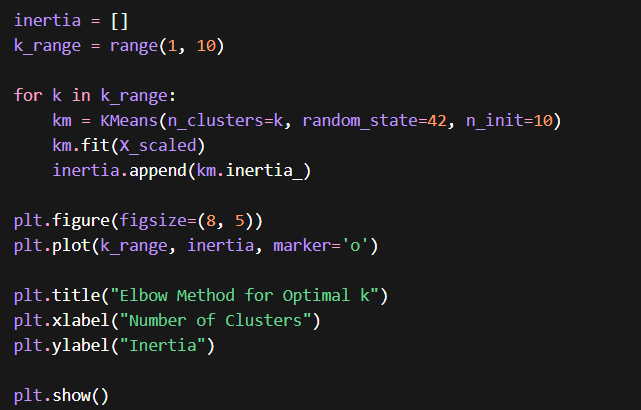 inertia = []
k_range = range(1, 10)
for k in k_range:
    km = KMeans(n_clusters=k, random_state=42, n_init=10)
    km.fit(X_scaled)
    inertia.append(km.inertia_)
plt.figure(figsize=(8, 5))
plt.plot(k_range, inertia, marker='o')
plt.title("Elbow Method for Optimal k")
plt.xlabel("Number of Clusters")
plt.ylabel("Inertia")
plt.show()